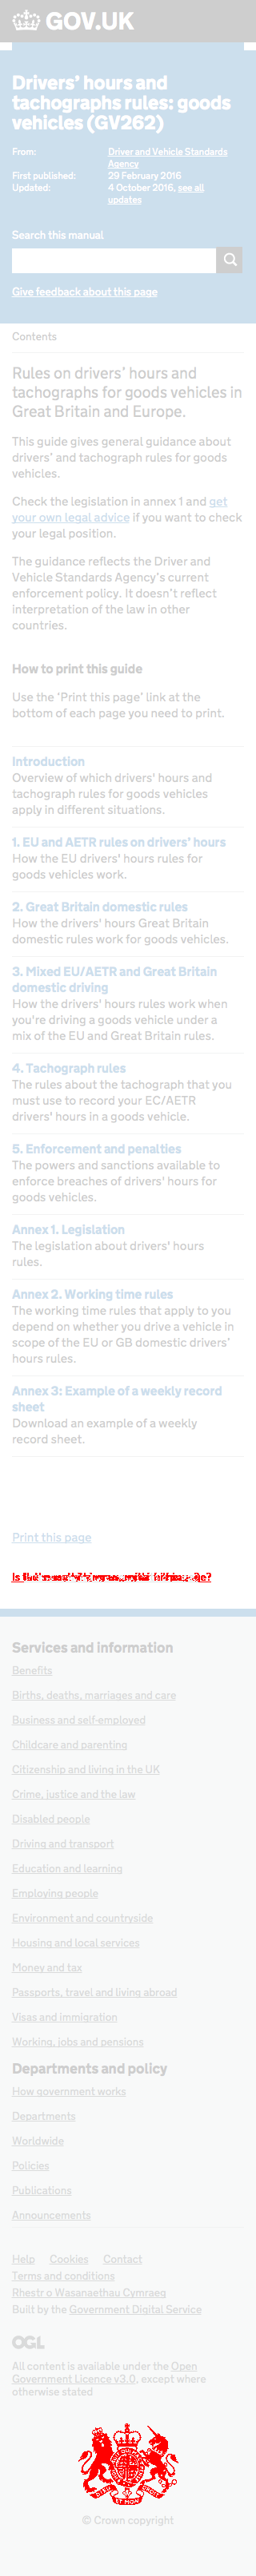 GOV.UK
Drivers’ hours and
tachographs rules: goods
vehicles (GV262)
From: Driver and Vehicle Standards
Agency
First published: 29 February 2016
Updated: 4 October 2016, see all
updates
Search this manual
Give feedback about this page
Contents
Rules on drivers’ hours and
tachographs for goods vehicles in
Great Britain and Europe.
This guide gives general guidance about
drivers’ and tachograph rules for goods
vehicles.
Check the legislation in annex 1 and get
your own legal advice if you want to check
your legal position.
The guidance reflects the Driver and
Vehicle Standards Agency’s current
enforcement policy. It doesn’t reflect
interpretation of the law in other
countries.
How to print this guide
Use the ‘Print this page’ link at the
bottom of each page you need to print.
Introduction
Overview of which drivers' hours and
tachograph rules for goods vehicles
apply in different situations.
1. EU and AETR rules on drivers’ hours
How the EU drivers' hours rules for
goods vehicles work.
2. Great Britain domestic rules
How the drivers' hours Great Britain
domestic rules work for goods vehicles.
3. Mixed EU/AETR and Great Britain
domestic driving
How the drivers' hours rules work when
you're driving a goods vehicle under a
mix of the EU and Great Britain rules.
4. Tachograph rules
The rules about the tachograph that you
must use to record your EC/AETR
drivers' hours in a goods vehicle.
5. Enforcement and penalties
The powers and sanctions available to
enforce breaches of drivers' hours for
goods vehicles.
Annex 1. Legislation
The legislation about drivers' hours
rules.
Annex 2. Working time rules
The working time rules that apply to you
depend on whether you drive a vehicle in
scope of the EU or GB domestic drivers’
hours rules.
Annex 3: Example of a weekly record
sheet
Download an example of a weekly
record sheet.
Print this page
Services and information
Benefits
Births, deaths, marriages and care
Business and self-employed
Childcare and parenting
Citizenship and living in the UK
Crime, justice and the law
Disabled people
Driving and transport
Education and learning
Employing people
Environment and countryside
Housing and local services
Money and tax
Passports, travel and living abroad
Visas and immigration
Working, jobs and pensions
Departments and policy
How government works
Departments
Worldwide
Policies
Publications
Announcements
Help Cookies Contact
Terms and conditions
Rhestr o Wasanaethau Cymraeg
Built by the Government Digital Service
OGL
All content is available under the Open
Government Licence v3.0, except where
otherwise stated
© Crown copyright